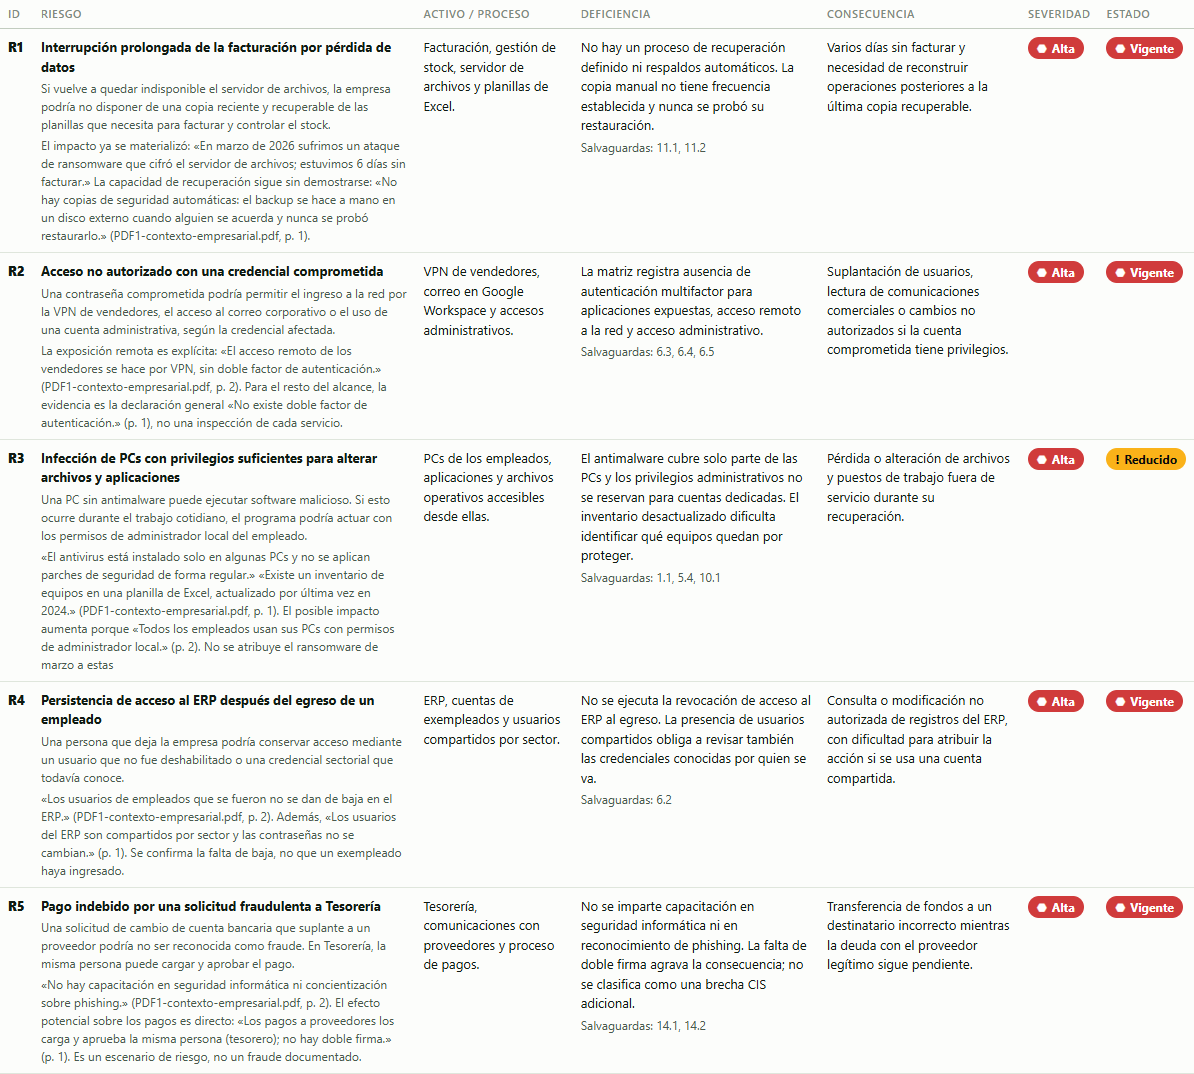 ID RIESGO ACTIVO / PROCESO DEFICIENCIA CONSECUENCIA SEVERIDAD ESTADO
R1
Interrupción prolongada de la facturación por pérdida de
datos
Si vuelve a quedar indisponible el servidor de archivos, la empresa
podría no disponer de una copia reciente y recuperable de las
planillas que necesita para facturar y controlar el stock.
El impacto ya se materializó: «En marzo de 2026 sufrimos un ataque
de ransomware que cifró el servidor de archivos; estuvimos 6 días sin
facturar.» La capacidad de recuperación sigue sin demostrarse: «No
hay copias de seguridad automáticas: el backup se hace a mano en
un disco externo cuando alguien se acuerda y nunca se probó
restaurarlo.» (PDF1-contexto-empresarial.pdf, p. 1).
Facturación, gestión de
stock, servidor de
archivos y planillas de
Excel.
No hay un proceso de recuperación
definido ni respaldos automáticos. La
copia manual no tiene frecuencia
establecida y nunca se probó su
restauración.
Salvaguardas: 11.1, 11.2
Varios días sin facturar y
necesidad de reconstruir
operaciones posteriores a la
última copia recuperable.
Alta
Vigente
R2
Acceso no autorizado con una credencial comprometida
Una contraseña comprometida podría permitir el ingreso a la red por
la VPN de vendedores, el acceso al correo corporativo o el uso de
una cuenta administrativa, según la credencial afectada.
La exposición remota es explícita: «El acceso remoto de los
vendedores se hace por VPN, sin doble factor de autenticación.»
(PDF1-contexto-empresarial.pdf, p. 2). Para el resto del alcance, la
evidencia es la declaración general «No existe doble factor de
autenticación.» (p. 1), no una inspección de cada servicio.
VPN de vendedores,
correo en Google
Workspace y accesos
administrativos.
La matriz registra ausencia de
autenticación multifactor para
aplicaciones expuestas, acceso remoto
a la red y acceso administrativo.
Salvaguardas: 6.3, 6.4, 6.5
Suplantación de usuarios,
lectura de comunicaciones
comerciales o cambios no
autorizados si la cuenta
comprometida tiene privilegios.
Alta
Vigente
R3
Infección de PCs con privilegios suficientes para alterar
archivos y aplicaciones
Una PC sin antimalware puede ejecutar software malicioso. Si esto
ocurre durante el trabajo cotidiano, el programa podría actuar con
los permisos de administrador local del empleado.
«El antivirus está instalado solo en algunas PCs y no se aplican
parches de seguridad de forma regular.» «Existe un inventario de
equipos en una planilla de Excel, actualizado por última vez en
2024.» (PDF1-contexto-empresarial.pdf, p. 1). El posible impacto
aumenta porque «Todos los empleados usan sus PCs con permisos
de administrador local.» (p. 2). No se atribuye el ransomware de
marzo a estas
PCs de los empleados,
aplicaciones y archivos
operativos accesibles
desde ellas.
El antimalware cubre solo parte de las
PCs y los privilegios administrativos no
se reservan para cuentas dedicadas. El
inventario desactualizado dificulta
identificar qué equipos quedan por
proteger.
Salvaguardas: 1.1, 5.4, 10.1
Pérdida o alteración de archivos
y puestos de trabajo fuera de
servicio durante su
recuperación.
Alta
! Reducido
R4
Persistencia de acceso al ERP después del egreso de un
empleado
Una persona que deja la empresa podría conservar acceso mediante
un usuario que no fue deshabilitado o una credencial sectorial que
todavía conoce.
«Los usuarios de empleados que se fueron no se dan de baja en el
ERP.» (PDF1-contexto-empresarial.pdf, p. 2). Además, «Los usuarios
del ERP son compartidos por sector y las contraseñas no se
cambian.» (p. 1). Se confirma la falta de baja, no que un exempleado
haya ingresado.
ERP, cuentas de
exempleados y usuarios
compartidos por sector.
No se ejecuta la revocación de acceso al
ERP al egreso. La presencia de usuarios
compartidos obliga a revisar también
las credenciales conocidas por quien se
va.
Salvaguardas: 6.2
Consulta o modificación no
autorizada de registros del ERP,
con dificultad para atribuir la
acción si se usa una cuenta
compartida.
Alta
Vigente
R5
Pago indebido por una solicitud fraudulenta a Tesorería
Una solicitud de cambio de cuenta bancaria que suplante a un
proveedor podría no ser reconocida como fraude. En Tesorería, la
misma persona puede cargar y aprobar el pago.
«No hay capacitación en seguridad informática ni concientización
sobre phishing.» (PDF1-contexto-empresarial.pdf, p. 2). El efecto
potencial sobre los pagos es directo: «Los pagos a proveedores los
carga y aprueba la misma persona (tesorero); no hay doble firma.»
(p. 1). Es un escenario de riesgo, no un fraude documentado.
Tesorería,
comunicaciones con
proveedores y proceso
de pagos.
No se imparte capacitación en
seguridad informática ni en
reconocimiento de phishing. La falta de
doble firma agrava la consecuencia; no
se clasifica como una brecha CIS
adicional.
Salvaguardas: 14.1, 14.2
Transferencia de fondos a un
destinatario incorrecto mientras
la deuda con el proveedor
legítimo sigue pendiente.
Alta
Vigente